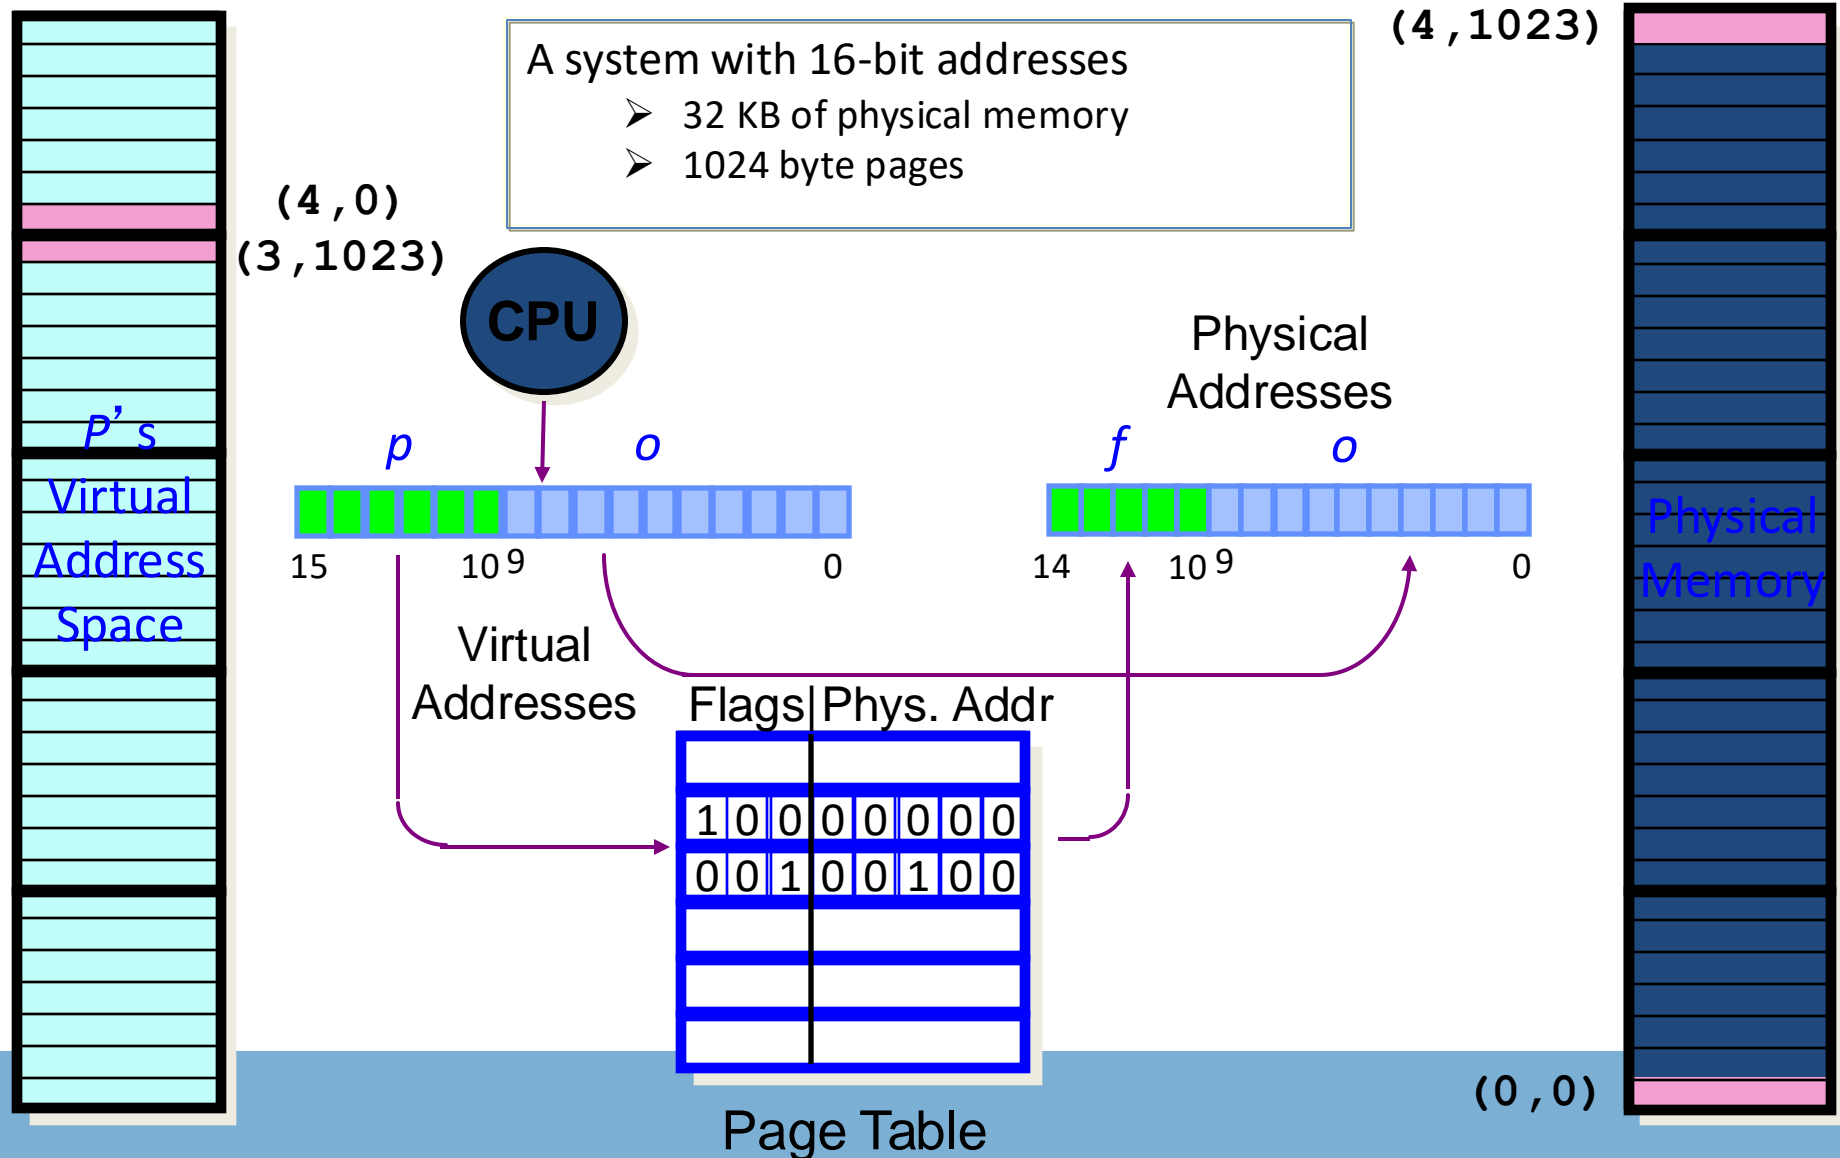 A system with 16-bit addresses
➢ 32 KB of physical memory
➢ 1024 byte pages
(4,1023)
(4,0)
(3,1023)
CPU
Physical
Addresses
p o
f o
15 10 9 0
14 10 9 0
P's
Virtual
Address
Space
Physical
Memory
Virtual
Addresses
Flags|Phys. Addr
1 0 0 0 0 0 0 0
0 0 1 0 0 1 0 0
(0,0)
Page Table